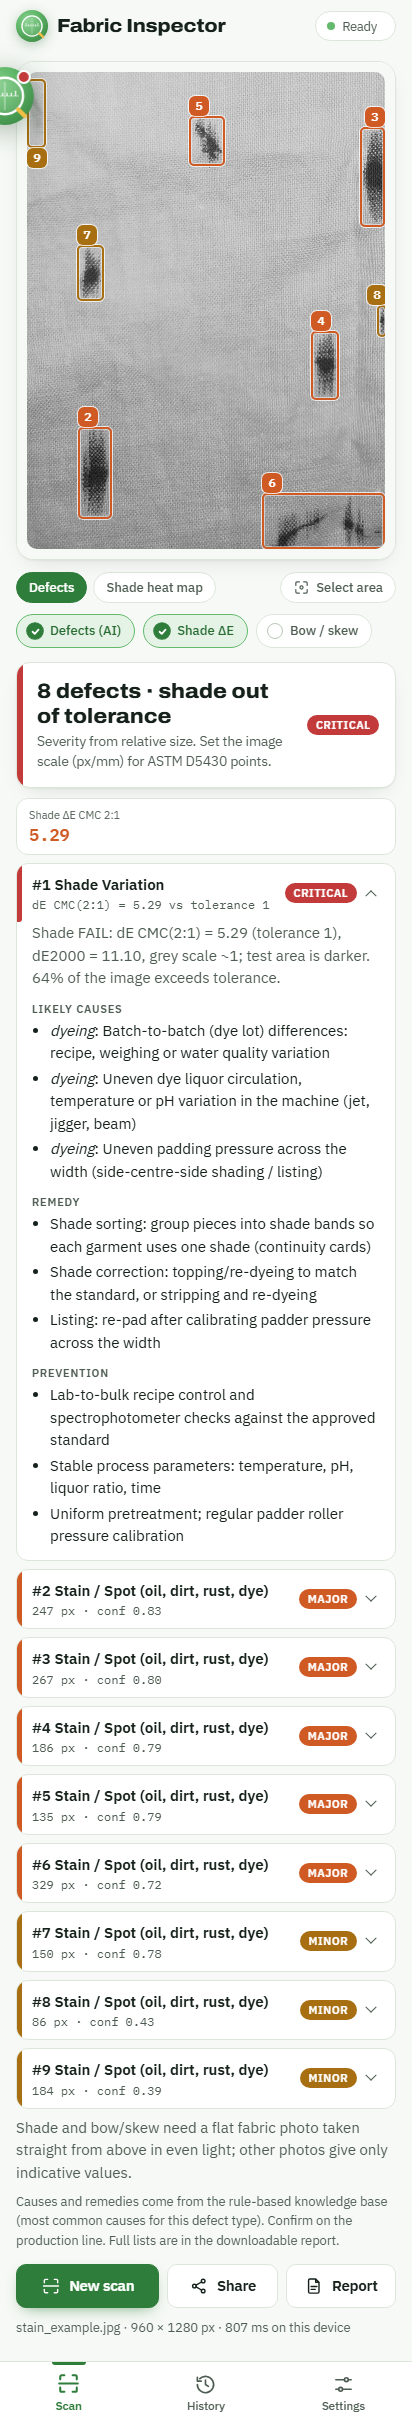 Fabric Inspector
Ready
5
3
9
7
8
4
2
6
Defects
Shade heat map
Select area
Defects (AI)
Shade ΔE
Bow / skew
8 defects · shade out
of tolerance
CRITICAL
Severity from relative size. Set the image
scale (px/mm) for ASTM D5430 points.
Shade ΔE CMC 2:1
5.29
#1 Shade Variation
CRITICAL
dE CMC(2:1) = 5.29 vs tolerance 1
Shade FAIL: dE CMC(2:1) = 5.29 (tolerance 1),
dE2000 = 11.10, grey scale ~1; test area is darker.
64% of the image exceeds tolerance.
LIKELY CAUSES
• dyeing: Batch-to-batch (dye lot) differences:
recipe, weighing or water quality variation
• dyeing: Uneven dye liquor circulation,
temperature or pH variation in the machine (jet,
jigger, beam)
• dyeing: Uneven padding pressure across the
width (side-centre-side shading / listing)
REMEDY
• Shade sorting: group pieces into shade bands so
each garment uses one shade (continuity cards)
• Shade correction: topping/re-dyeing to match
the standard, or stripping and re-dyeing
• Listing: re-pad after calibrating padder pressure
across the width
PREVENTION
• Lab-to-bulk recipe control and
spectrophotometer checks against the approved
standard
• Stable process parameters: temperature, pH,
liquor ratio, time
• Uniform pretreatment; regular padder roller
pressure calibration
#2 Stain / Spot (oil, dirt, rust, dye)
MAJOR
247 px · conf 0.83
#3 Stain / Spot (oil, dirt, rust, dye)
MAJOR
267 px · conf 0.80
#4 Stain / Spot (oil, dirt, rust, dye)
MAJOR
186 px · conf 0.79
#5 Stain / Spot (oil, dirt, rust, dye)
MAJOR
135 px · conf 0.79
#6 Stain / Spot (oil, dirt, rust, dye)
MAJOR
329 px · conf 0.72
#7 Stain / Spot (oil, dirt, rust, dye)
MINOR
150 px · conf 0.78
#8 Stain / Spot (oil, dirt, rust, dye)
MINOR
86 px · conf 0.43
#9 Stain / Spot (oil, dirt, rust, dye)
MINOR
184 px · conf 0.39
Shade and bow/skew need a flat fabric photo taken
straight from above in even light; other photos give only
indicative values.
Causes and remedies come from the rule-based knowledge base
(most common causes for this defect type). Confirm on the
production line. Full lists are in the downloadable report.
New scan
Share
Report
stain_example.jpg · 960 × 1280 px · 807 ms on this device
Scan
History
Settings